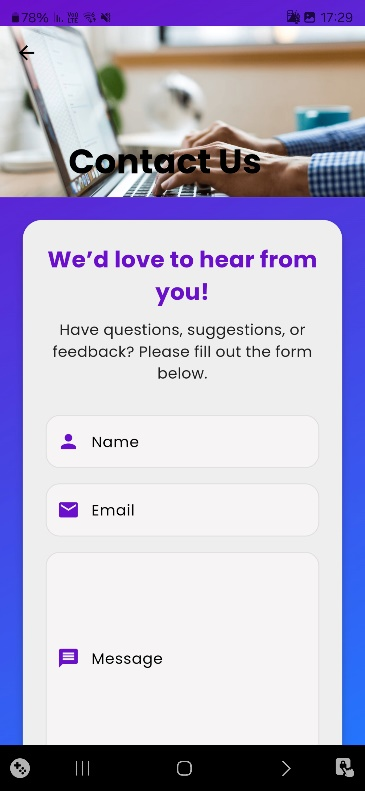 78%
17:29
Contact Us
We’d love to hear from
you!
Have questions, suggestions, or
feedback? Please fill out the form
below.
Name
Email
Message